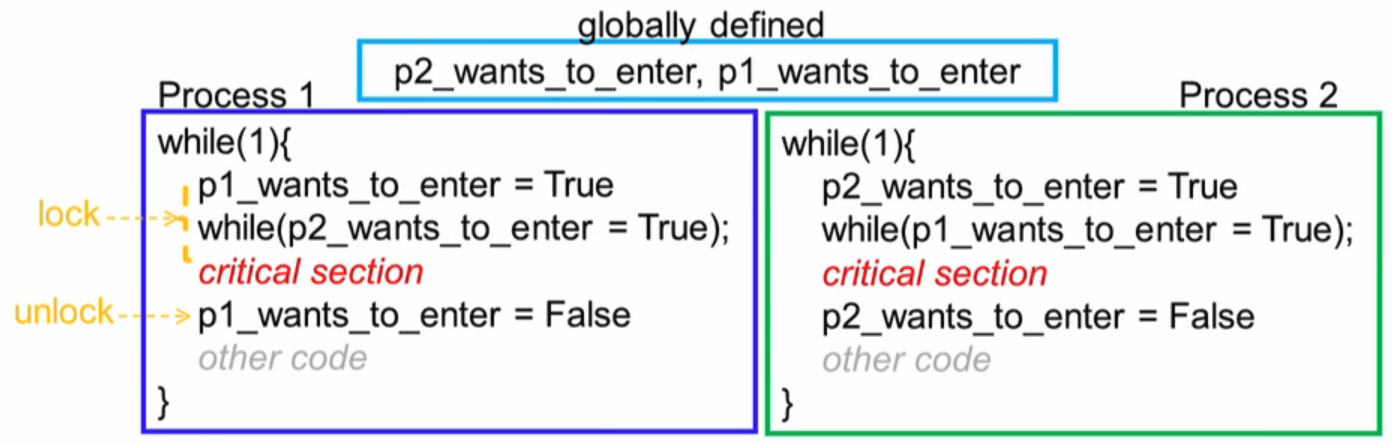 globally defined
p2_wants_to_enter, p1_wants_to_enter
Process 1
while(1){
p1_wants_to_enter = True
while(p2_wants_to_enter = True);
critical section
p1_wants_to_enter = False
other code
}
lock
unlock
Process 2
while(1){
p2_wants_to_enter = True
while(p1_wants_to_enter = True);
critical section
p2_wants_to_enter = False
other code
}